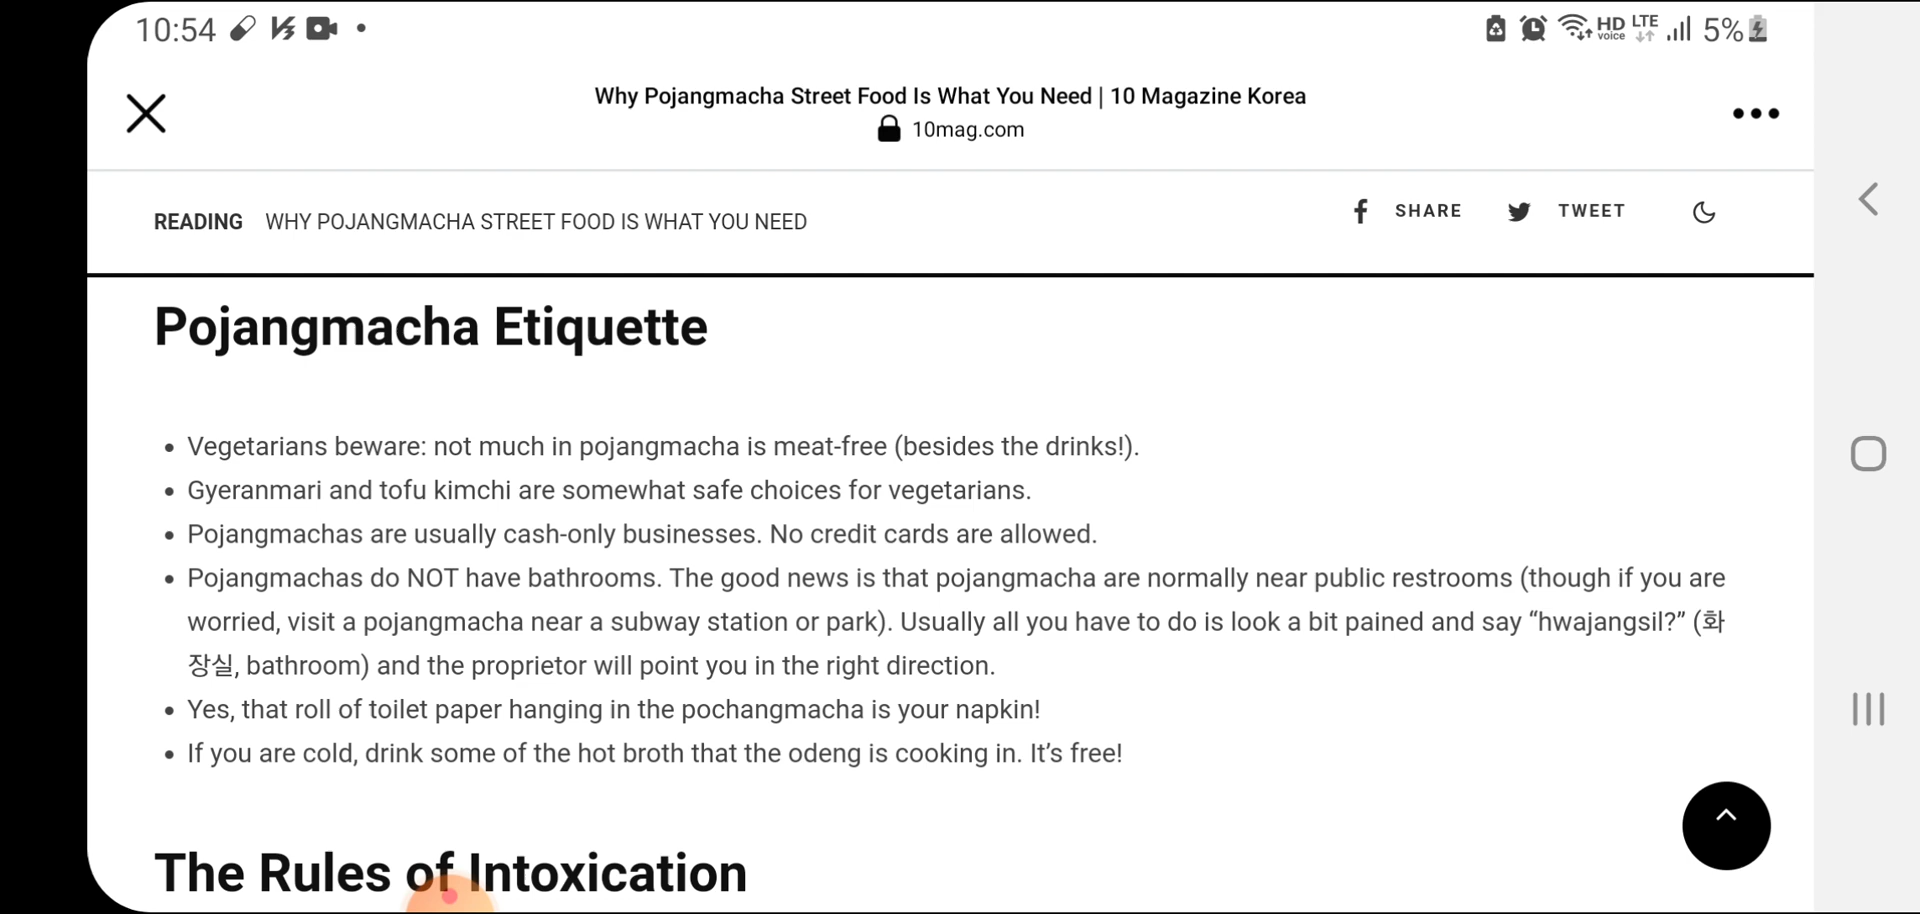 10:54
HD voice LTE 5%
Why Pojangmacha Street Food Is What You Need | 10 Magazine Korea
10mag.com
READING WHY POJANGMACHA STREET FOOD IS WHAT YOU NEED SHARE TWEET
Pojangmacha Etiquette
• Vegetarians beware: not much in pojangmacha is meat-free (besides the drinks!).
• Gyeranmari and tofu kimchi are somewhat safe choices for vegetarians.
• Pojangmachas are usually cash-only businesses. No credit cards are allowed.
• Pojangmachas do NOT have bathrooms. The good news is that pojangmacha are normally near public restrooms (though if you are
worried, visit a pojangmacha near a subway station or park). Usually all you have to do is look a bit pained and say “hwajangsil?” (화
장실, bathroom) and the proprietor will point you in the right direction.
• Yes, that roll of toilet paper hanging in the pochangmacha is your napkin!
• If you are cold, drink some of the hot broth that the odeng is cooking in. It’s free!
The Rules of Intoxication